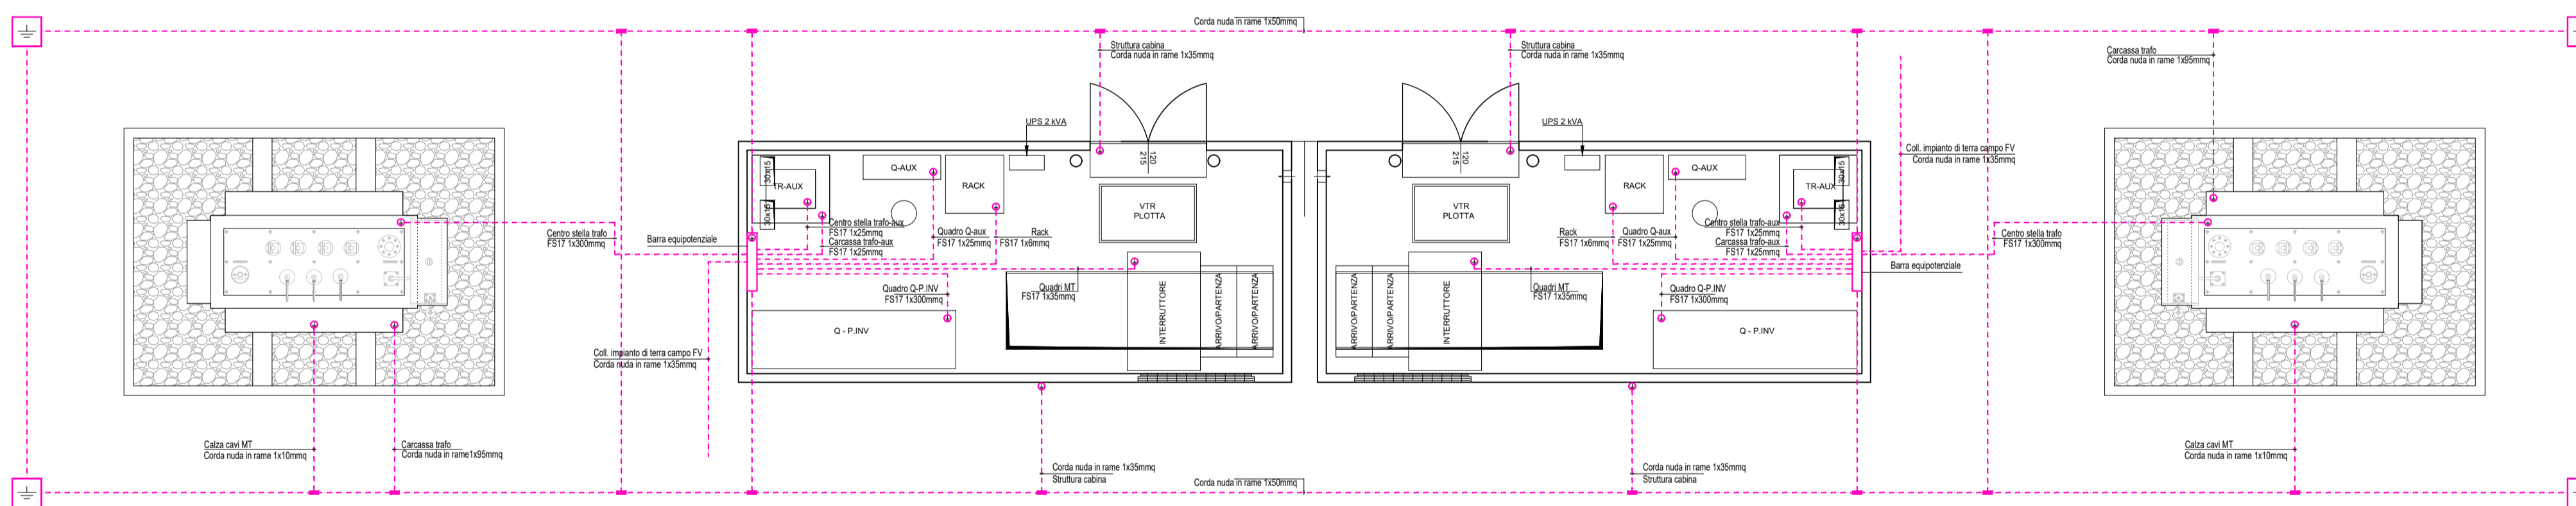 Corda nuda in rame 1x50mmq
Struttura cabina
Corda nuda in rame 1x35mmq
Struttura cabina
Corda nuda in rame 1x35mmq
Carcassa trafo
Corda nuda in rame 1x95mmq
UPS 2 kVA
UPS 2 kVA
Coll. impianto di terra campo FV
Corda nuda in rame 1x35mmq
120
215
120
215
30x15
TR-AUX
30x15
Q-AUX
RACK
VTR
PLOTTA
VTR
PLOTTA
RACK
Q-AUX
TR-AUX
30x15
30x15
Centro stella trafo
FS17 1x300mmq
Barra equipotenziale
Centro stella trafo-aux
FS17 1x25mmq
Carcassa trafo-aux
FS17 1x25mmq
Quadro Q-aux
FS17 1x25mmq
Rack
FS17 1x6mmq
Rack
FS17 1x6mmq
Quadro Q-aux
FS17 1x25mmq
Centro stella trafo-aux
FS17 1x25mmq
Carcassa trafo-aux
FS17 1x25mmq
Centro stella trafo
FS17 1x300mmq
Barra equipotenziale
Quadro Q-P.INV
FS17 1x300mmq
Quadri MT
FS17 1x35mmq
INTERRUTTORE
ARRIVO/PARTENZA
ARRIVO/PARTENZA
ARRIVO/PARTENZA
ARRIVO/PARTENZA
INTERRUTTORE
Quadri MT
FS17 1x35mmq
Quadro Q-P.INV
FS17 1x300mmq
Q - P.INV
Q - P.INV
Coll. impianto di terra campo FV
Corda nuda in rame 1x35mmq
Calza cavi MT
Corda nuda in rame 1x10mmq
Carcassa trafo
Corda nuda in rame1x95mmq
Corda nuda in rame 1x35mmq
Struttura cabina
Corda nuda in rame 1x50mmq
Corda nuda in rame 1x35mmq
Struttura cabina
Calza cavi MT
Corda nuda in rame 1x10mmq